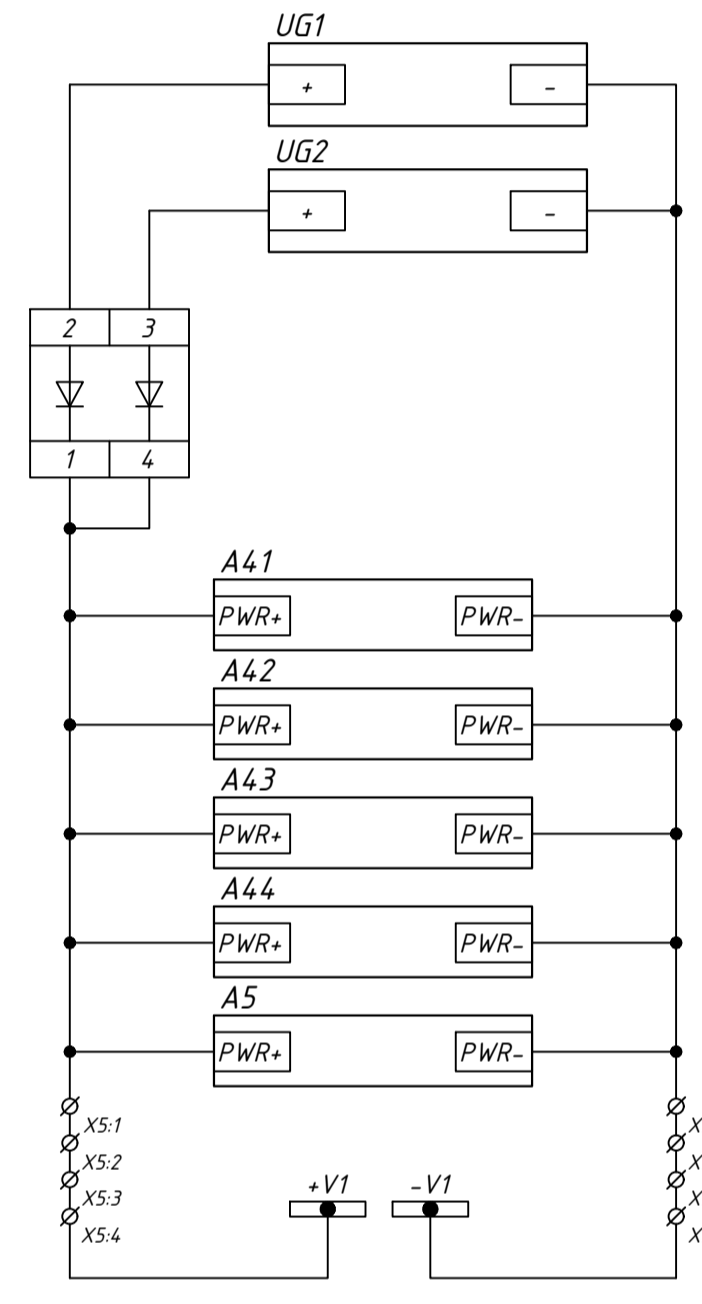 UG1
+ -
UG2
+ -
2 3
1 4
A41
PWR+ PWR-
A42
PWR+ PWR-
A43
PWR+ PWR-
A44
PWR+ PWR-
A5
PWR+ PWR-
X5:1 X
X5:2 X
X5:3 X
X5:4 X
+V1 -V1